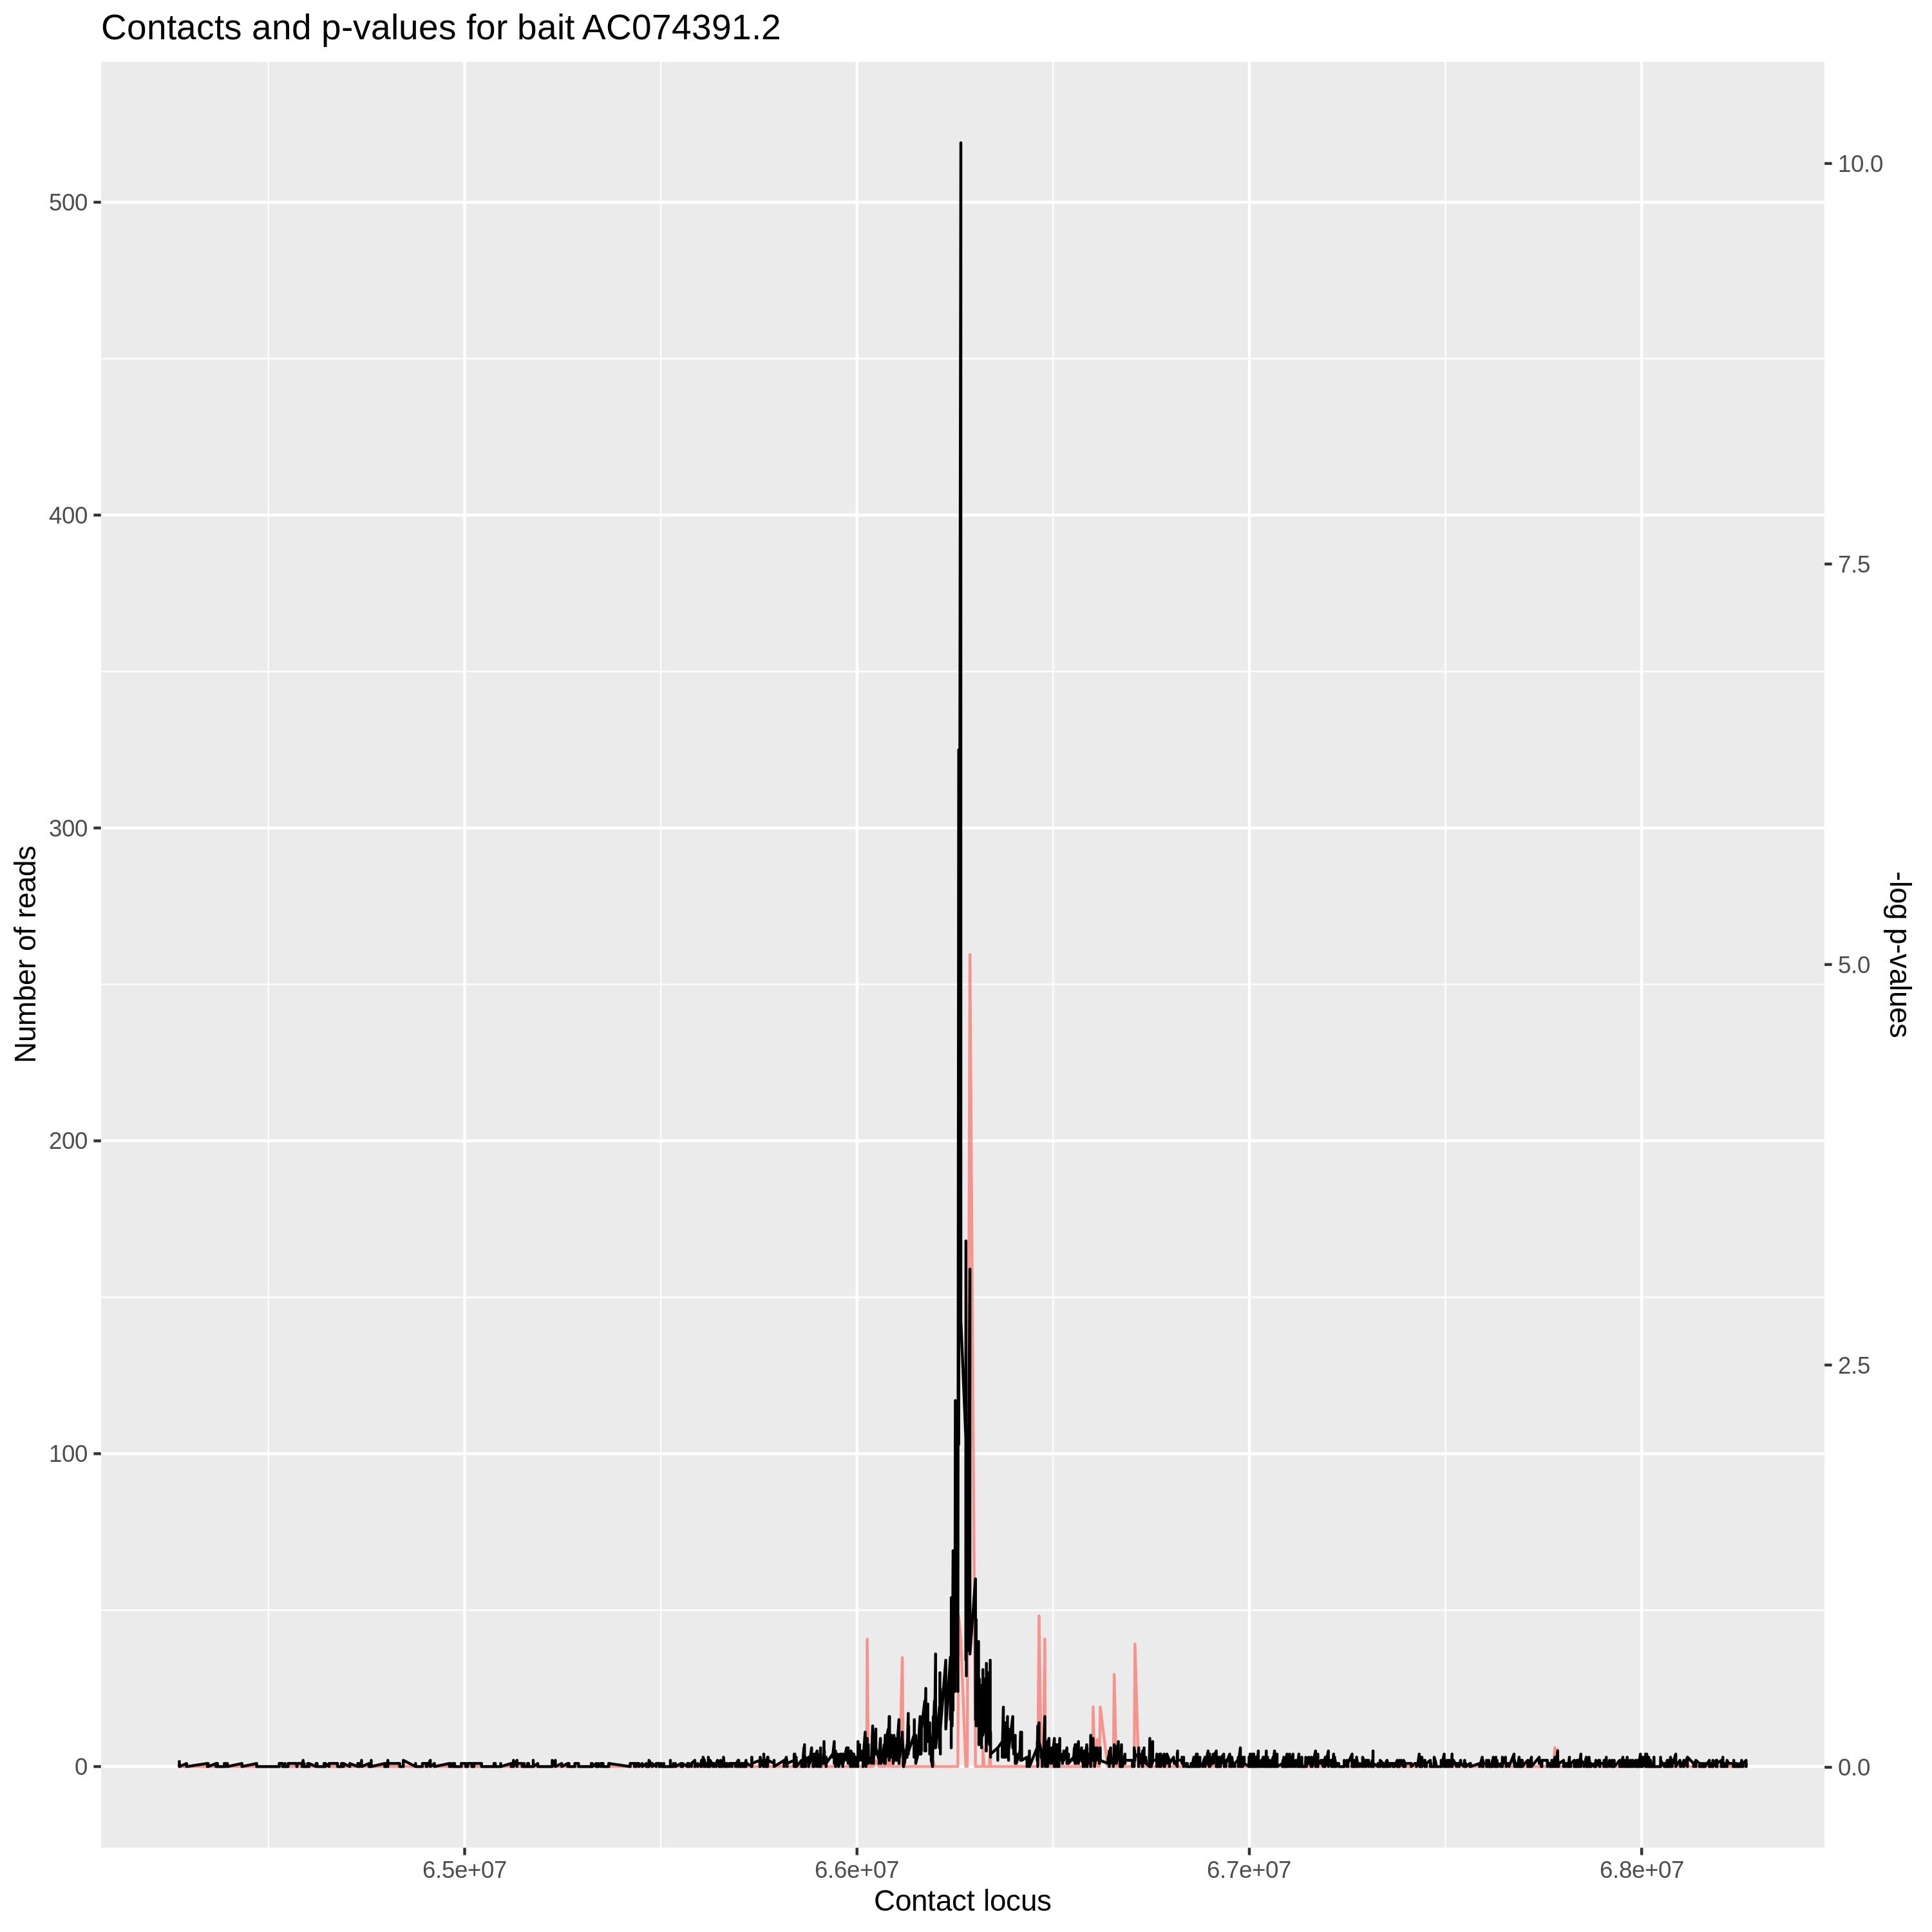 Contacts and p-values for bait AC074391.2
500
400
300
200
100
0
Number of reads
10.0
7.5
5.0
2.5
0.0
-log p-values
6.5e+07
6.6e+07
6.7e+07
6.8e+07
Contact locus